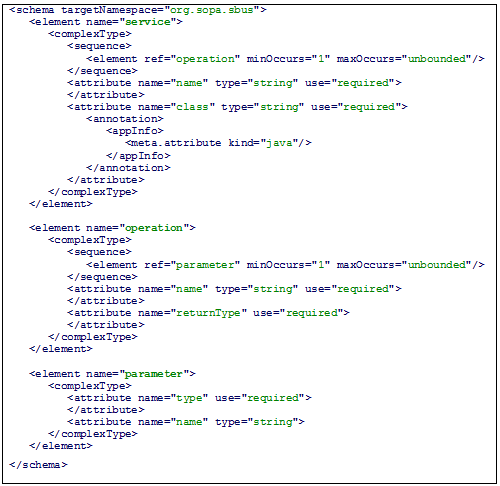 <schema targetNamespace="org.sopa.sbus">
<element name="service">
<complexType>
<sequence>
<element ref="operation" minOccurs="1" maxOccurs="unbounded"/>
</sequence>
<attribute name="name" type="string" use="required">
</attribute>
<attribute name="class" type="string" use="required">
<annotation>
<appInfo>
<meta.attribute kind="java"/>
</appInfo>
</annotation>
</attribute>
</complexType>
</element>
<element name="operation">
<complexType>
<sequence>
<element ref="parameter" minOccurs="1" maxOccurs="unbounded"/>
</sequence>
<attribute name="name" type="string" use="required">
</attribute>
<attribute name="returnType" use="required">
</attribute>
</complexType>
</element>
<element name="parameter">
<complexType>
<attribute name="type" use="required">
</attribute>
<attribute name="name" type="string">
</complexType>
</element>
</schema>